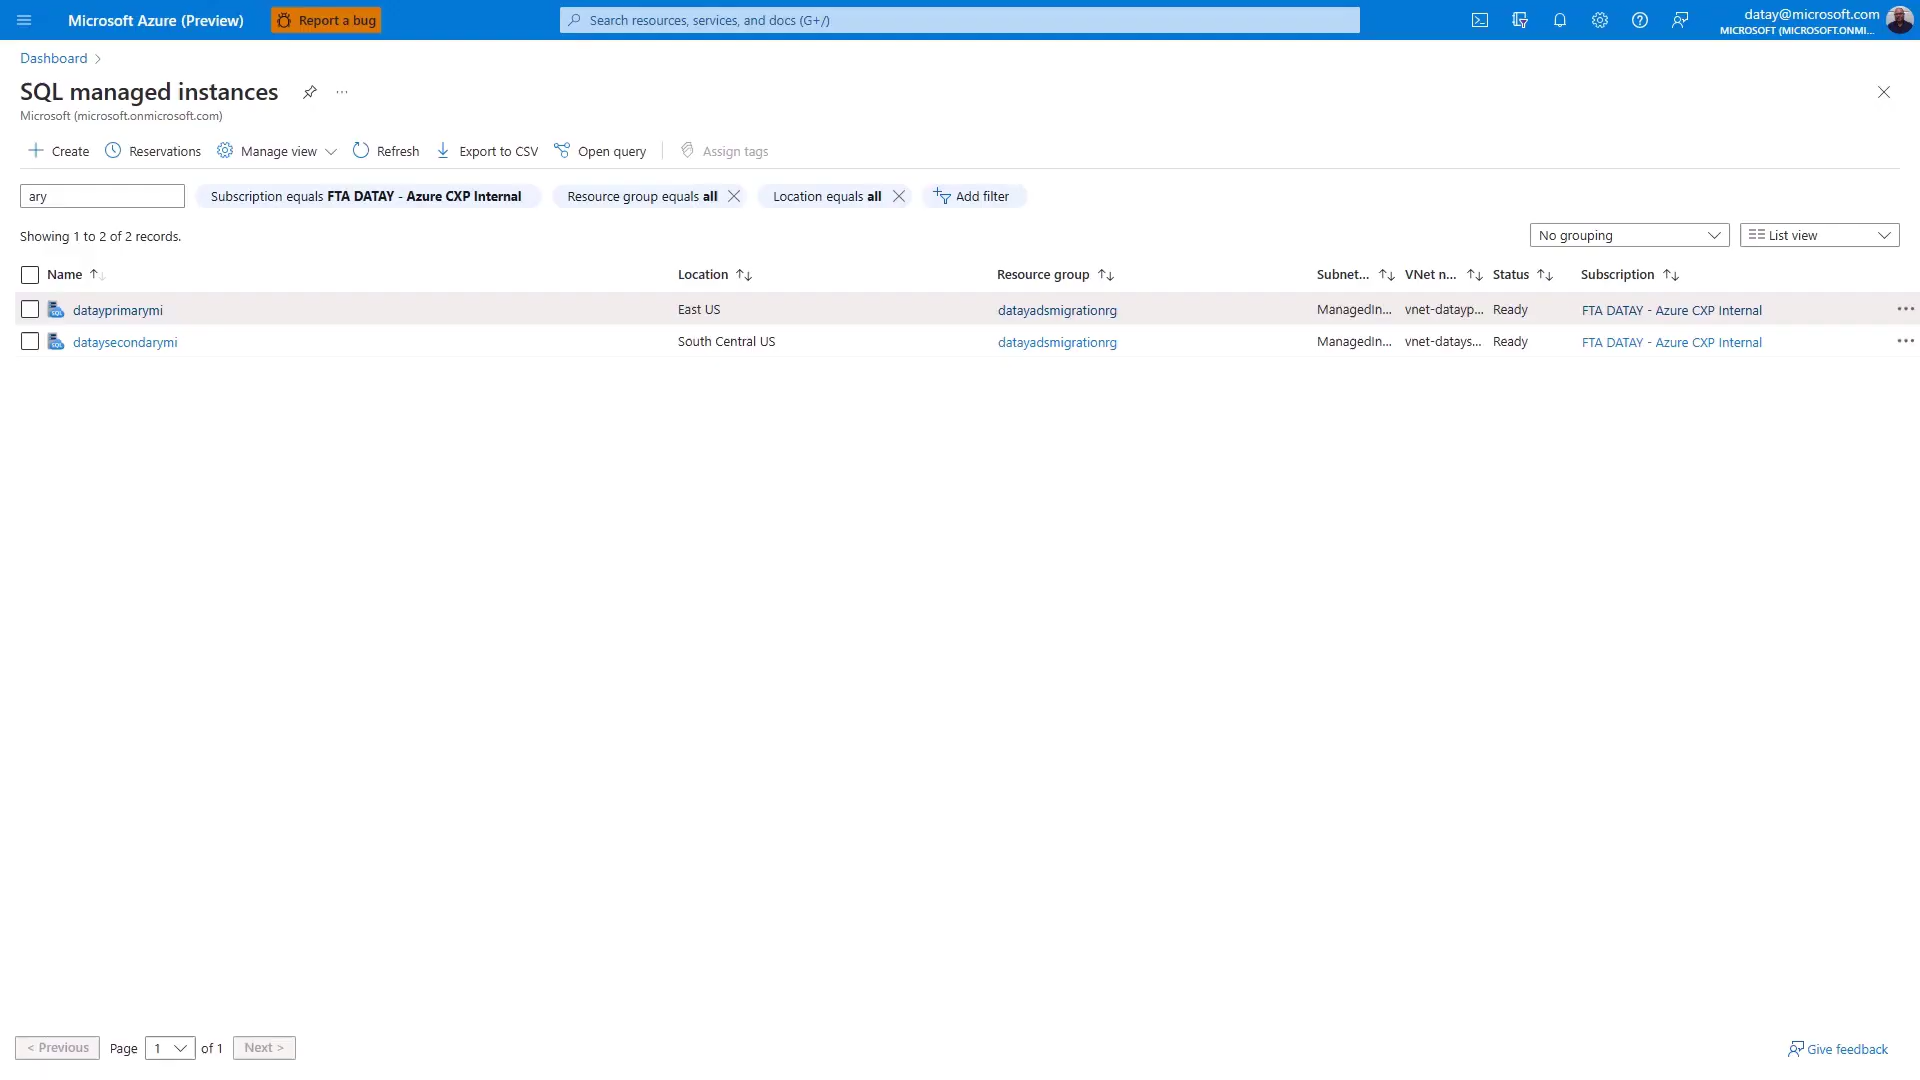 Microsoft Azure (Preview)
Report a bug
Search resources, services, and docs (G+/)
datay@microsoft.com
MICROSOFT (MICROSOFT.ONMI...
Dashboard
SQL managed instances
Microsoft (microsoft.onmicrosoft.com)
Create Reservations Manage view Refresh Export to CSV Open query Assign tags
ary Subscription equals FTA DATAY - Azure CXP Internal Resource group equals all Location equals all Add filter
Showing 1 to 2 of 2 records. No grouping List view
Name Location Resource group Subnet... VNet n... Status Subscription
datayprimarymi East US datayadsmigrationrg ManagedIn... vnet-datayp... Ready FTA DATAY - Azure CXP Internal
dataysecondarymi South Central US datayadsmigrationrg ManagedIn... vnet-datays... Ready FTA DATAY - Azure CXP Internal
< Previous Page 1 of 1 Next > Give feedback